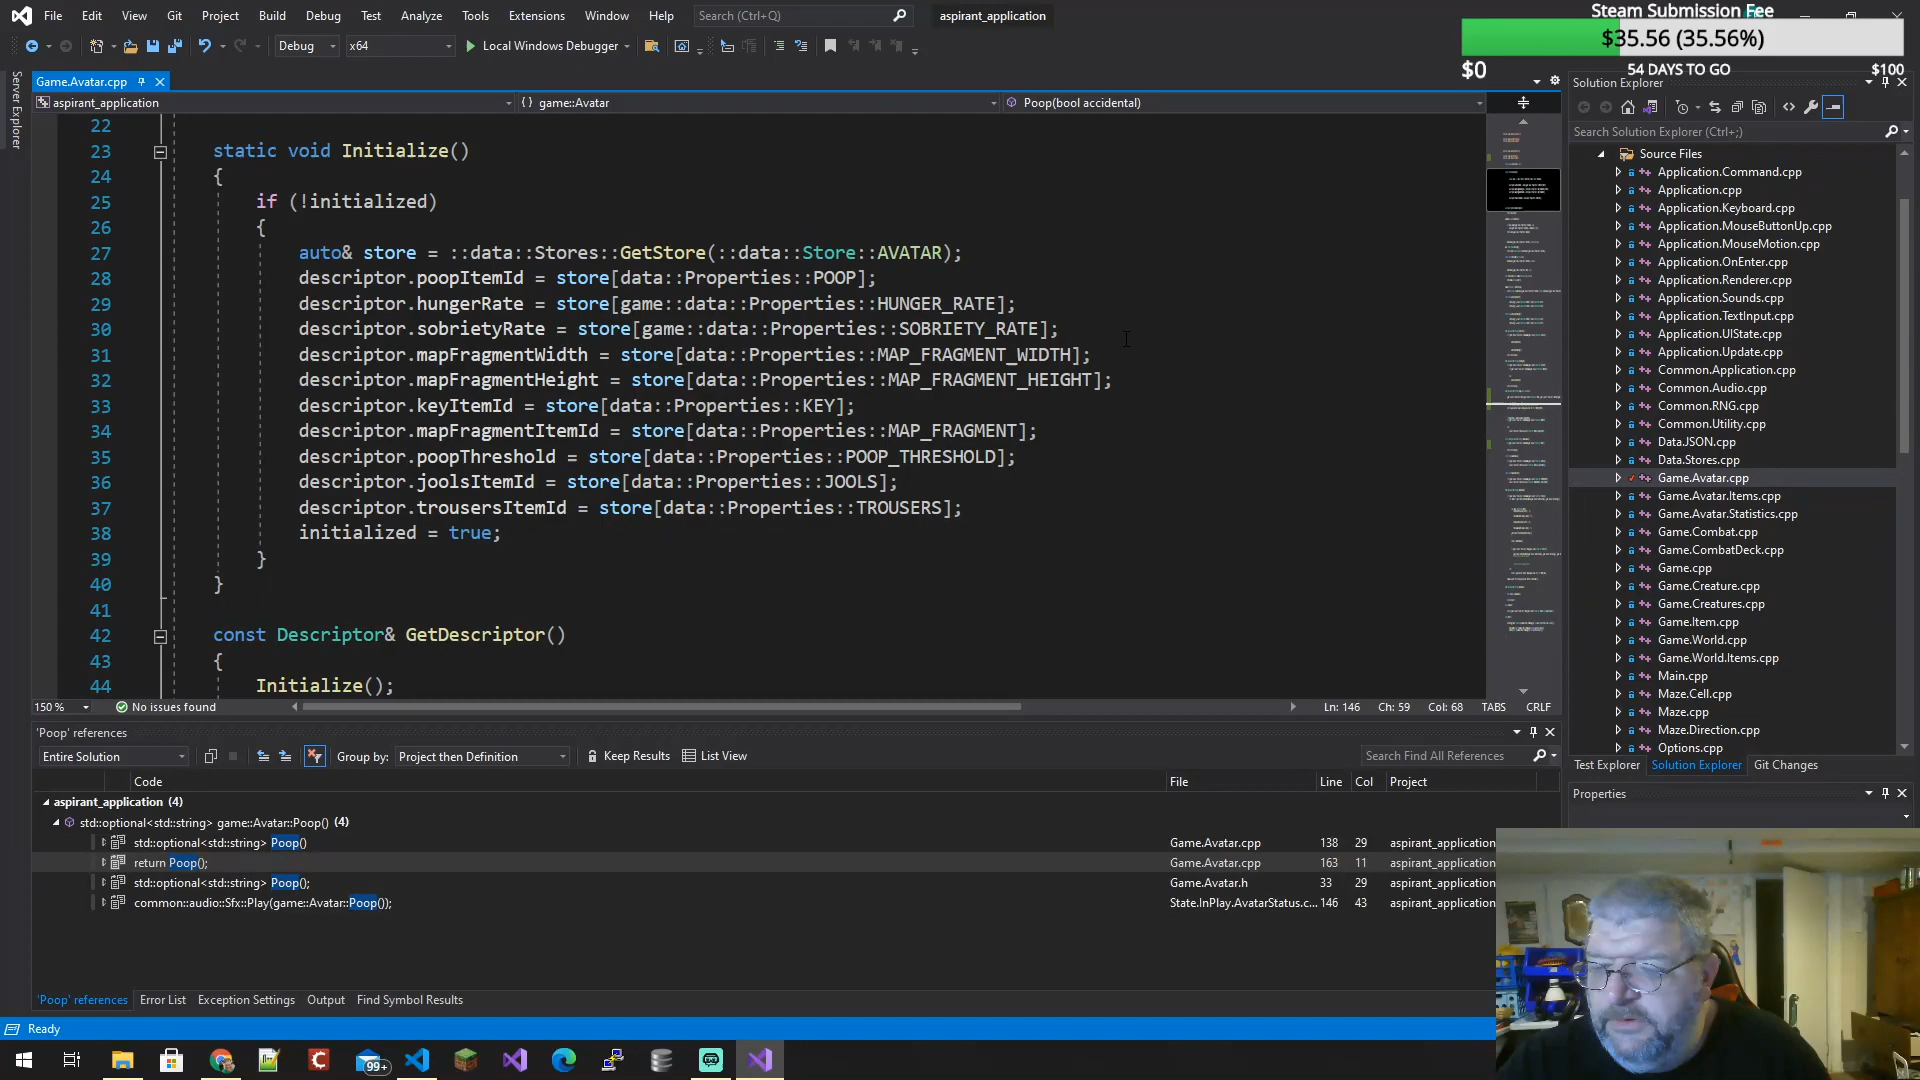 File Edit View Git Project Build Debug Test Analyze Tools Extensions Window Help Search (Ctrl+Q) aspirant_application
Steam Submission Fee
$35.56 (35.56%)
$0 54 DAYS TO GO $100
Debug x64 Local Windows Debugger
Server Explorer
Game.Avatar.cpp
aspirant_application { } game::Avatar Poop(bool accidental)
22
23 static void Initialize()
24 {
25 if (!initialized)
26 {
27 auto& store = ::data::Stores::GetStore(::data::Store::AVATAR);
28 descriptor.poopItemId = store[data::Properties::POOP];
29 descriptor.hungerRate = store[game::data::Properties::HUNGER_RATE];
30 descriptor.sobrietyRate = store[game::data::Properties::SOBRIETY_RATE];
31 descriptor.mapFragmentWidth = store[data::Properties::MAP_FRAGMENT_WIDTH];
32 descriptor.mapFragmentHeight = store[data::Properties::MAP_FRAGMENT_HEIGHT];
33 descriptor.keyItemId = store[data::Properties::KEY];
34 descriptor.mapFragmentItemId = store[data::Properties::MAP_FRAGMENT];
35 descriptor.poopThreshold = store[data::Properties::POOP_THRESHOLD];
36 descriptor.joolsItemId = store[data::Properties::JOOLS];
37 descriptor.trousersItemId = store[data::Properties::TROUSERS];
38 initialized = true;
39 }
40 }
41
42 const Descriptor& GetDescriptor()
43 {
44 Initialize();
150 % No issues found Ln: 146 Ch: 59 Col: 68 TABS CRLF
'Poop' references
Entire Solution Group by: Project then Definition Keep Results List View Search Find All References
Code File Line Col Project
aspirant_application (4)
std::optional<std::string> game::Avatar::Poop() (4)
std::optional<std::string> Poop() Game.Avatar.cpp 138 29 aspirant_application
return Poop(); Game.Avatar.cpp 163 11 aspirant_application
std::optional<std::string> Poop(); Game.Avatar.h 33 29 aspirant_application
common::audio::Sfx::Play(game::Avatar::Poop()); State.InPlay.AvatarStatus.c... 146 43 aspirant_application
'Poop' references Error List Exception Settings Output Find Symbol Results
Ready
99+
Solution Explorer
Search Solution Explorer (Ctrl+;)
Source Files
Application.Command.cpp
Application.cpp
Application.Keyboard.cpp
Application.MouseButtonUp.cpp
Application.MouseMotion.cpp
Application.OnEnter.cpp
Application.Renderer.cpp
Application.Sounds.cpp
Application.TextInput.cpp
Application.UIState.cpp
Application.Update.cpp
Common.Application.cpp
Common.Audio.cpp
Common.RNG.cpp
Common.Utility.cpp
Data.JSON.cpp
Data.Stores.cpp
Game.Avatar.cpp
Game.Avatar.Items.cpp
Game.Avatar.Statistics.cpp
Game.Combat.cpp
Game.CombatDeck.cpp
Game.cpp
Game.Creature.cpp
Game.Creatures.cpp
Game.Item.cpp
Game.World.cpp
Game.World.Items.cpp
Main.cpp
Maze.Cell.cpp
Maze.cpp
Maze.Direction.cpp
Options.cpp
Test Explorer Solution Explorer Git Changes
Properties